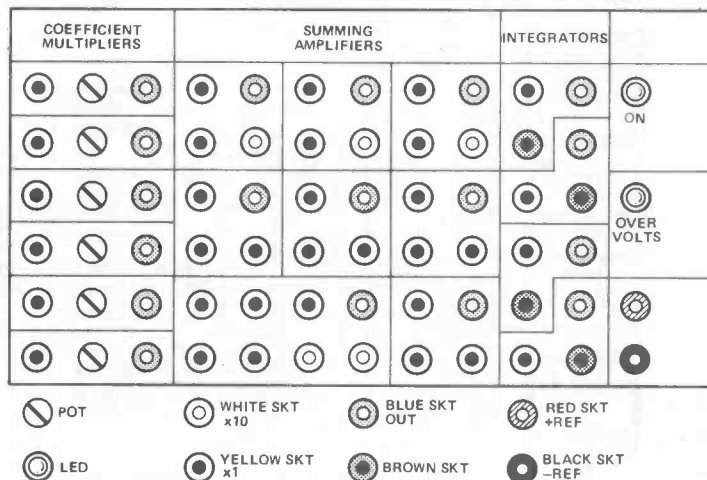 COEFFICIENT
MULTIPLIERS
SUMMING
AMPLIFIERS
INTEGRATORS
ON
OVER
VOLTS
POT
WHITE SKT
x10
BLUE SKT
OUT
RED SKT
+REF
LED
YELLOW SKT
x1
BROWN SKT
BLACK SKT
–REF